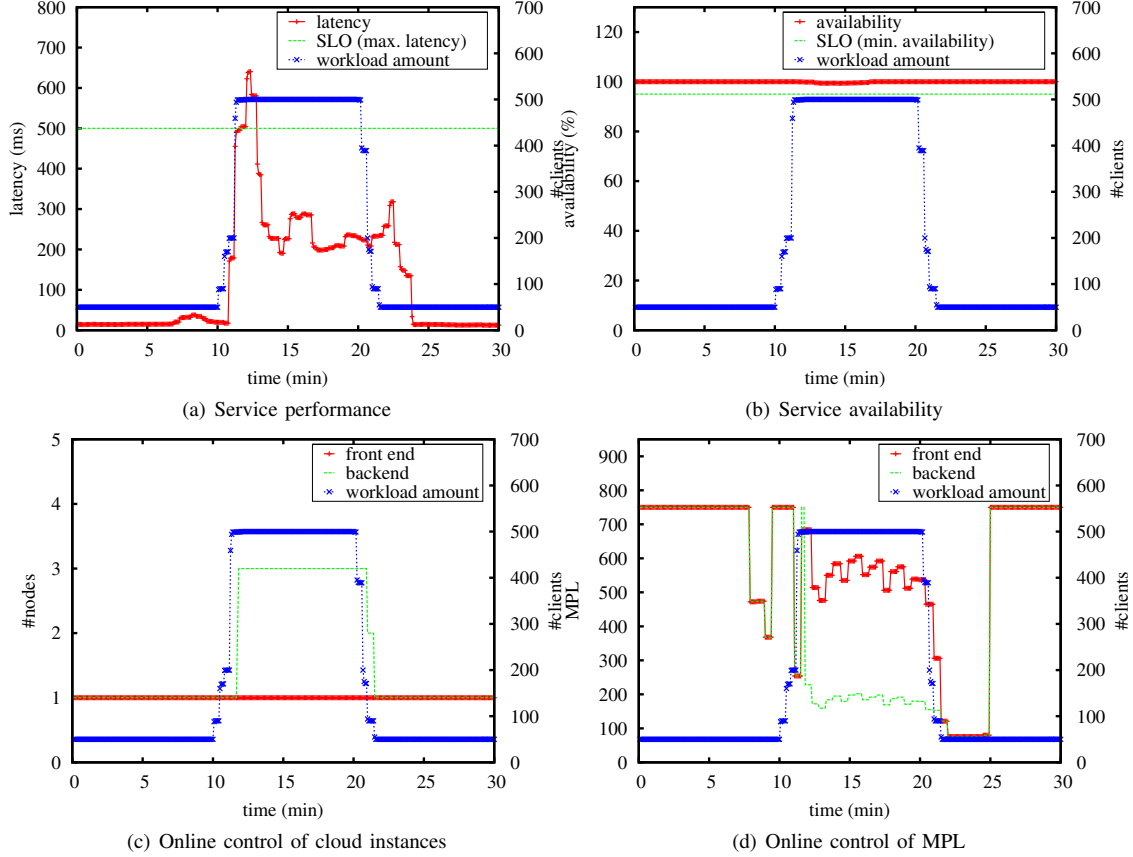 800
700
600
500
400
300
200
100
0
latency (ms)
700
600
500
400
300
200
100
0
#clients
latency
SLO (max. latency)
workload amount
0 5 10 15 20 25 30
time (min)
(a) Service performance
120
100
80
60
40
20
0
availability (%)
700
600
500
400
300
200
100
0
#clients
availability
SLO (min. availability)
workload amount
0 5 10 15 20 25 30
time (min)
(b) Service availability
5
4
3
2
1
0
#nodes
700
600
500
400
300
200
100
0
#clients
front end
backend
workload amount
0 5 10 15 20 25 30
time (min)
(c) Online control of cloud instances
900
800
700
600
500
400
300
200
100
0
MPL
700
600
500
400
300
200
100
0
#clients
front end
backend
workload amount
0 5 10 15 20 25 30
time (min)
(d) Online control of MPL